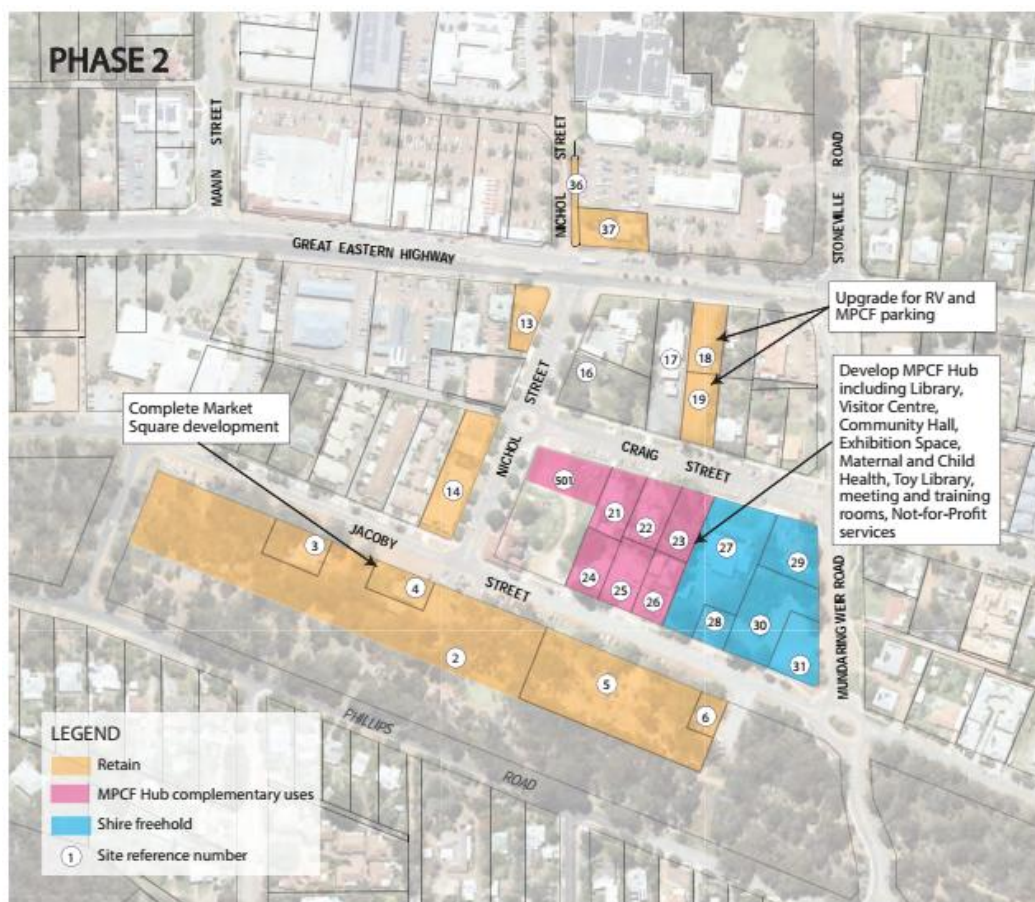 PHASE 2
MANN STREET
NICHOL STREET
STONEVILLE ROAD
36
37
GREAT EASTERN HIGHWAY
Upgrade for RV and
MPCF parking
13
NICHOL STREET
16
17
18
19
Develop MPCF Hub
including Library,
Visitor Centre,
Community Hall,
Exhibition Space,
Maternal and Child
Health, Toy Library,
meeting and training
rooms, Not-for-Profit
services
Complete Market
Square development
CRAIG STREET
14
501
21
22
23
24
25
26
27
28
29
30
31
JACOBY STREET
MUNDARING WEIR ROAD
3
4
2
5
6
PHILLIPS ROAD
LEGEND
Retain
MPCF Hub complementary uses
Shire freehold
1 Site reference number